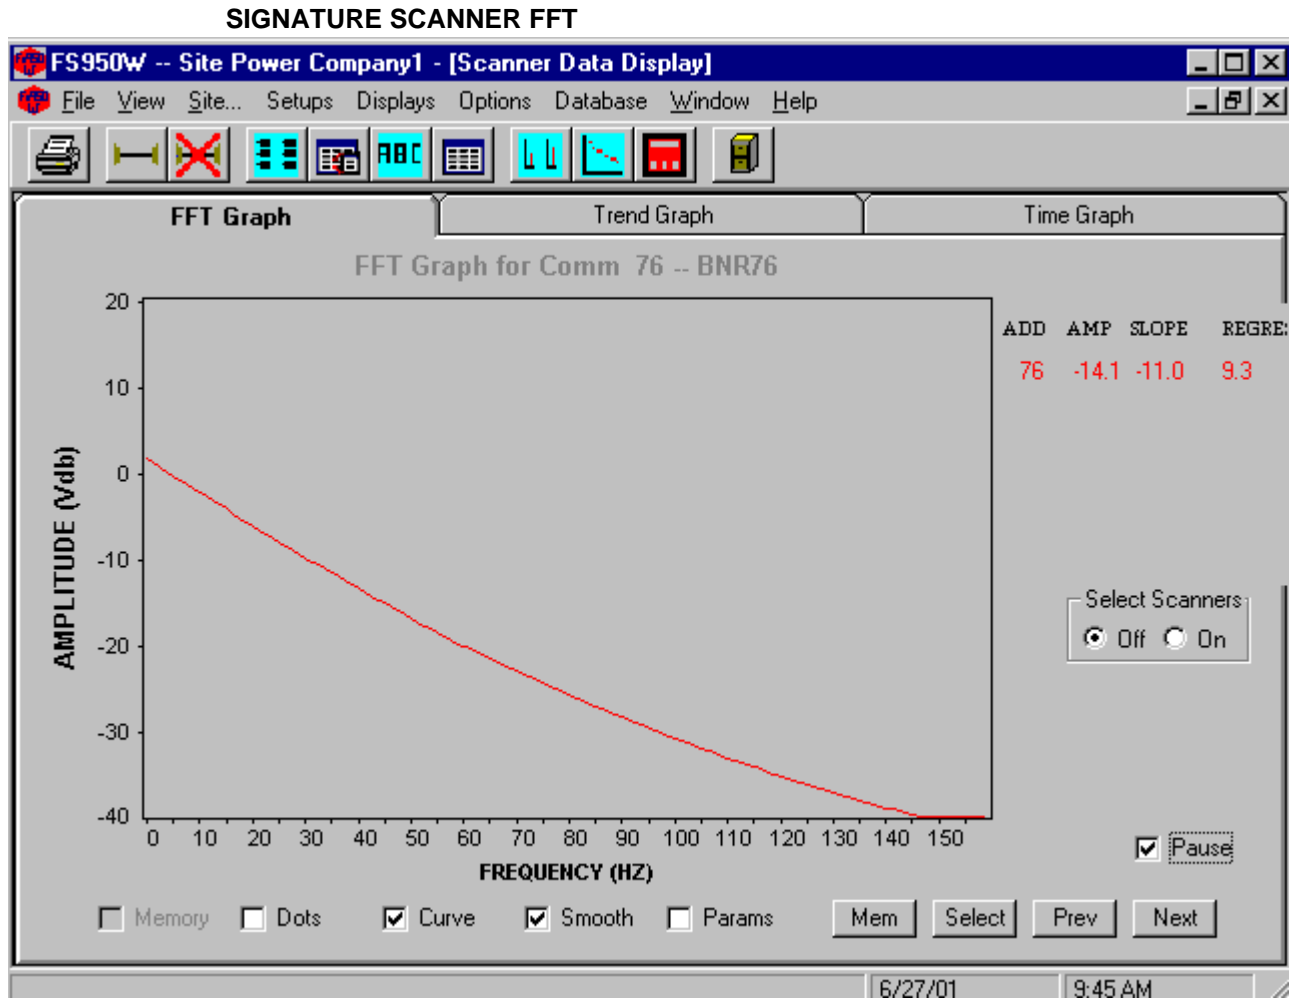 SIGNATURE SCANNER FFT
FS950W -- Site Power Company1 - [Scanner Data Display]
File View Site... Setups Displays Options Database Window Help
ABC
FFT Graph Trend Graph Time Graph
FFT Graph for Comm 76 -- BNR76
ADD AMP SLOPE REGRE
76 -14.1 -11.0 9.3
AMPLITUDE (Vdb)
20
10
0
-10
-20
-30
-40
0 10 20 30 40 50 60 70 80 90 100 110 120 130 140 150
FREQUENCY (HZ)
Select Scanners
Off On
Pause
Memory Dots Curve Smooth Params Mem Select Prev Next
6/27/01 9:45 AM